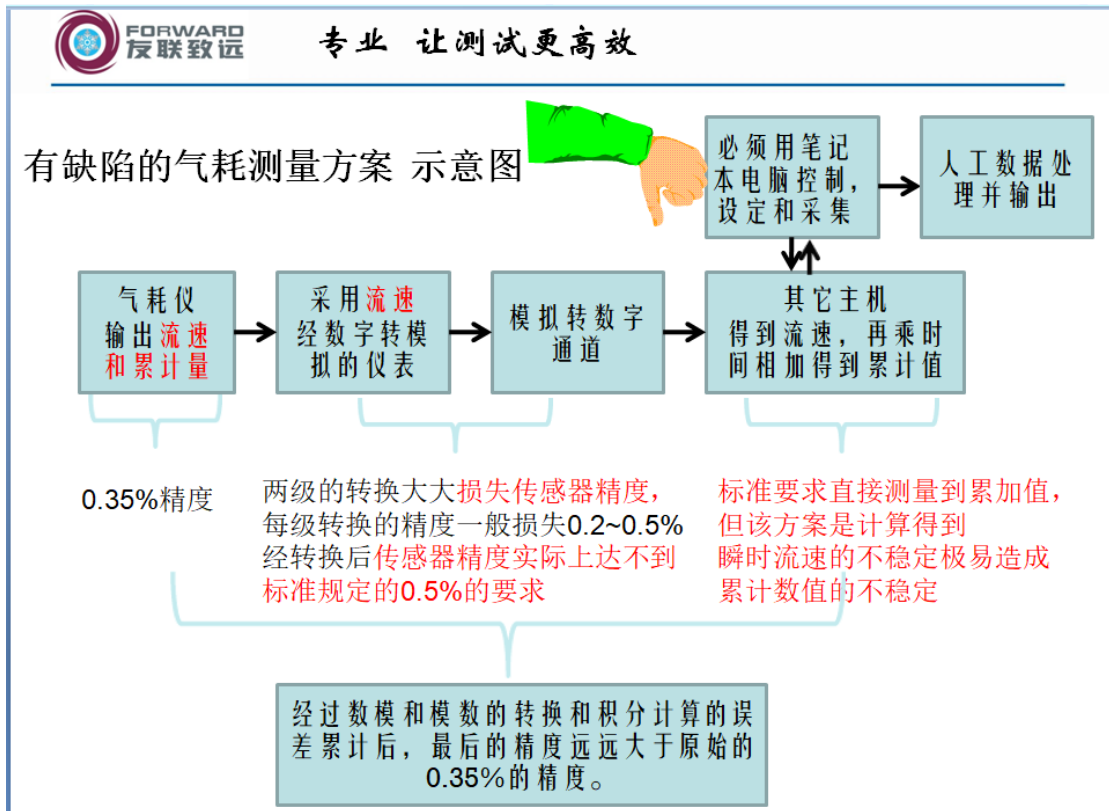 FORWARD
友联致远
专业 让测试更高效
有缺陷的气耗测量方案 示意图
必须用笔记
本电脑控制，
设定和采集
人工数据处
理并输出
气耗仪
输出流速
和累计量
采用流速
经数字转模
拟的仪表
模拟转数字
通道
其它主机
得到流速，再乘时
间相加得到累计值
0.35%精度
两级的转换大大损失传感器精度，
每级转换的精度一般损失0.2~0.5%
经转换后传感器精度实际上达不到
标准规定的0.5%的要求
标准要求直接测量到累加值，
但该方案是计算得到
瞬时流速的不稳定极易造成
累计数值的不稳定
经过数模和模数的转换和积分计算的误
差累计后，最后的精度远远大于原始的
0.35%的精度。